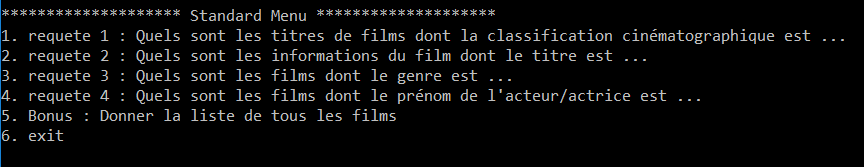 ******************** Standard Menu ********************
1. requete 1 : Quels sont les titres de films dont la classification cinématographique est ...
2. requete 2 : Quels sont les informations du film dont le titre est ...
3. requete 3 : Quels sont les films dont le genre est ...
4. requete 4 : Quels sont les films dont le prénom de l'acteur/actrice est ...
5. Bonus : Donner la liste de tous les films
6. exit